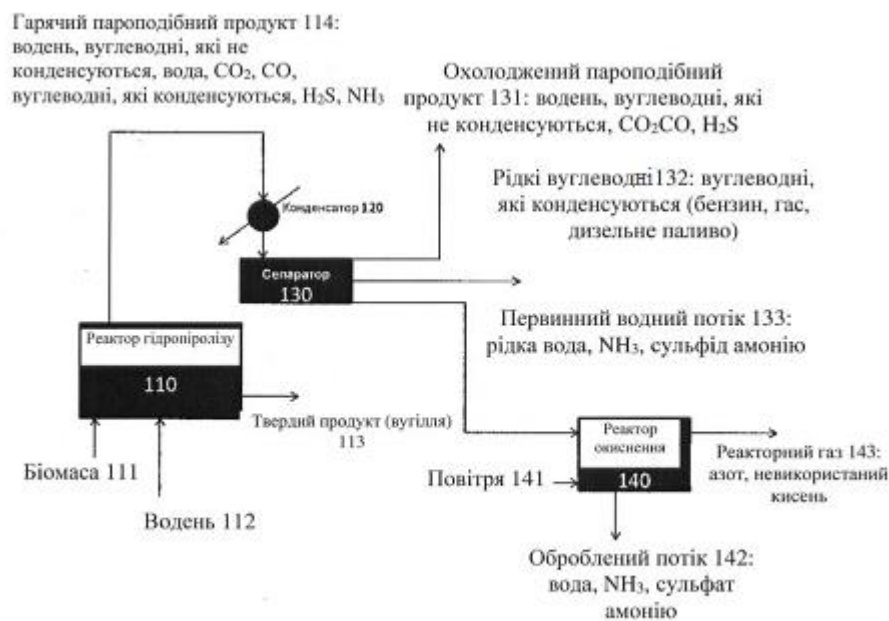 Гарячий пароподібний продукт 114:
водень, вуглеводні, які не
конденсуються, вода, CO₂, CO,
вуглеводні, які конденсуються, H₂S, NH₃
Охолоджений пароподібний
продукт 131: водень, вуглеводні, які
не конденсуються, CO₂CO, H₂S
Конденсатор 120
Рідкі вуглеводні132: вуглеводні,
які конденсуються (бензин, гас,
дизельне паливо)
Сепаратор
130
Первинний водний потік 133:
рідка вода, NH₃, сульфід амонію
Реактор гідропіролізу
110
Твердий продукт (вугілля)
113
Біомаса 111
Водень 112
Реактор
окиснення
140
Повітря 141
Реакторний газ 143:
азот, невикористаний
кисень
Оброблений потік 142:
вода, NH₃, сульфат
амонію